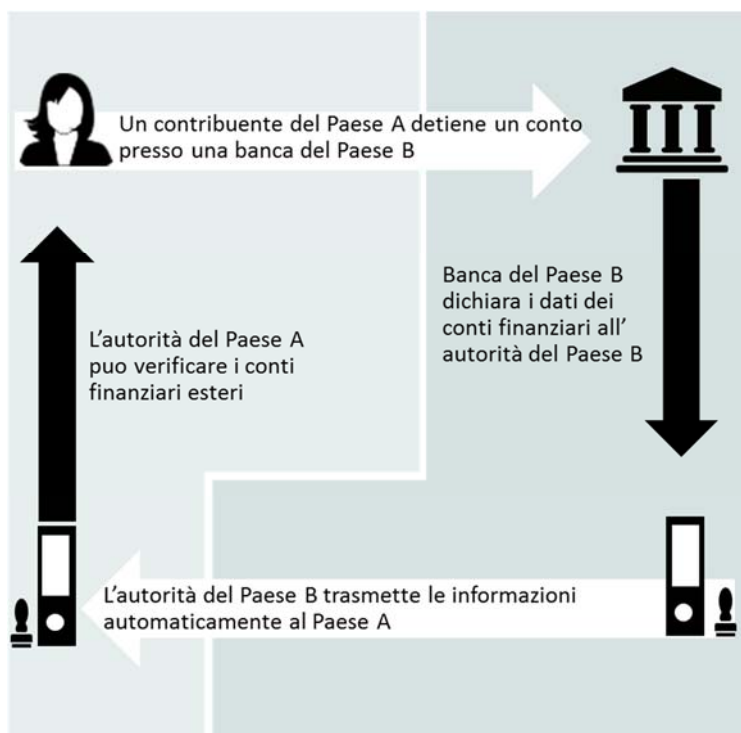 Un contribuente del Paese A detiene un conto
presso una banca del Paese B
Banca del Paese B
dichiara i dati dei
conti finanziari all'
autorità del Paese B
L'autorità del Paese A
puo verificare i conti
finanziari esteri
L'autorità del Paese B trasmette le informazioni
automaticamente al Paese A